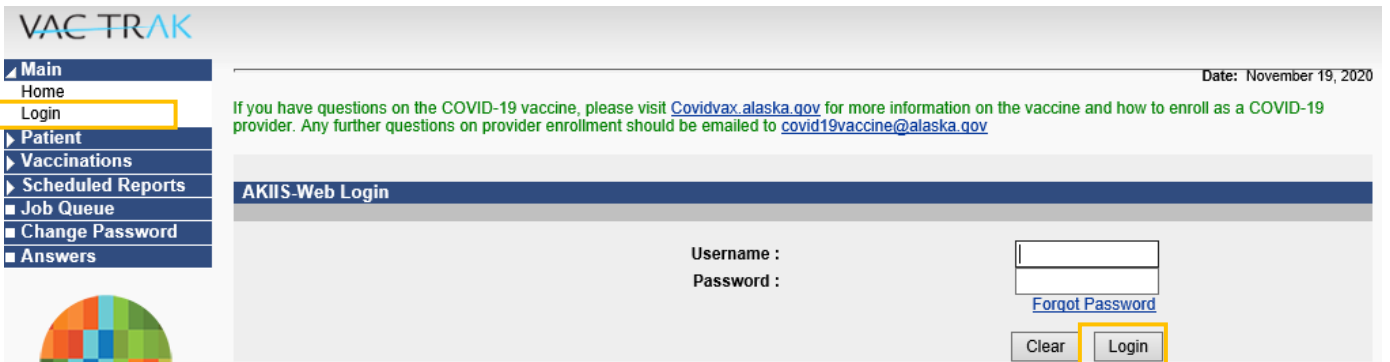 VAC TRAK
Main
Home
Login
Patient
Vaccinations
Scheduled Reports
Job Queue
Change Password
Answers
Date: November 19, 2020
If you have questions on the COVID-19 vaccine, please visit Covidvax.alaska.gov for more information on the vaccine and how to enroll as a COVID-19
provider. Any further questions on provider enrollment should be emailed to covid19vaccine@alaska.gov
AKIIS-Web Login
Username :
Password :
Forgot Password
Clear Login